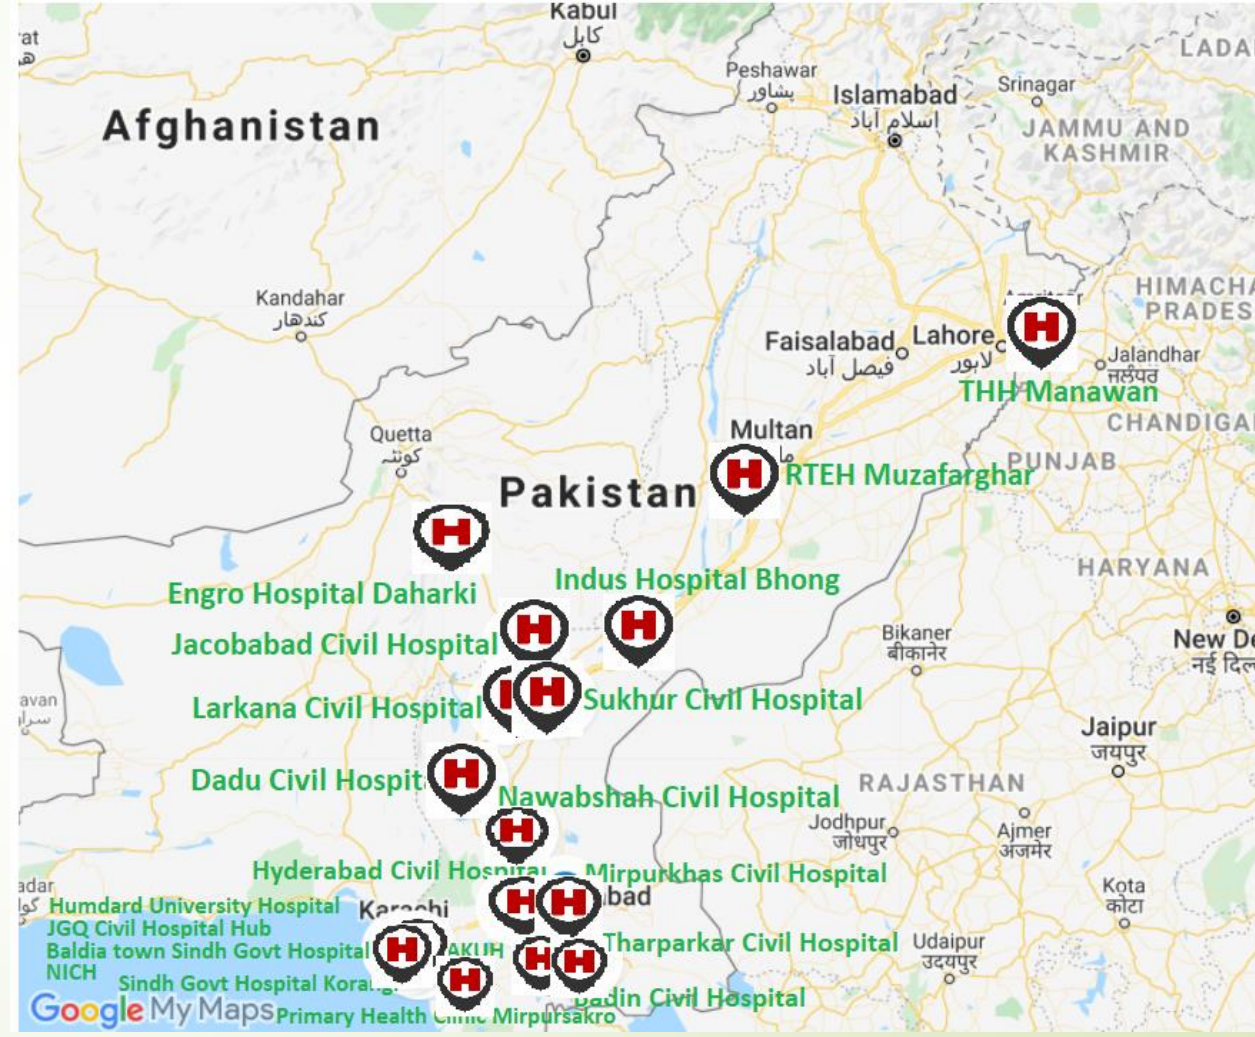 Kabul
کابل
LADA
Peshawar
پشاور
Islamabad
اسلام آباد
Srinagar
Afghanistan
JAMMU AND
KASHMIR
Kandahar
کندهار
HIMACHA
PRADES
H
Faisalabad
فیصل آباد
Lahore
لاہور
Jalandhar
ਜਲੰਧਰ
THH Manawan
CHANDIGA
Quetta
کوئٹہ
Multan
H
RTEH Muzafarghar
PUNJAB
Pakistan
H
HARYANA
Engro Hospital Daharki
Indus Hospital Bhong
H
H
Jacobabad Civil Hospital
Bikaner
बीकानेर
New De
नई दिल
H
Larkana Civil Hospital
Sukhur Civil Hospital
Jaipur
जयपुर
H
Dadu Civil Hospit
Nawabshah Civil Hospital
RAJASTHAN
H
Jodhpur
जोधपुर
Ajmer
अजमेर
Hyderabad Civil Hospital
Mirpurkhas Civil Hospital
Kota
कोटा
H
H
bad
Humdard University Hospital
Karachi
JGQ Civil Hospital Hub
Baldia town Sindh Govt Hospital
AKUH
H
H
H
Tharparkar Civil Hospital
Udaipur
उदयपुर
NICH
Sindh Govt Hospital Korangi
H
Badin Civil Hospital
Google My Maps
Primary Health Clinic Mirpursakro